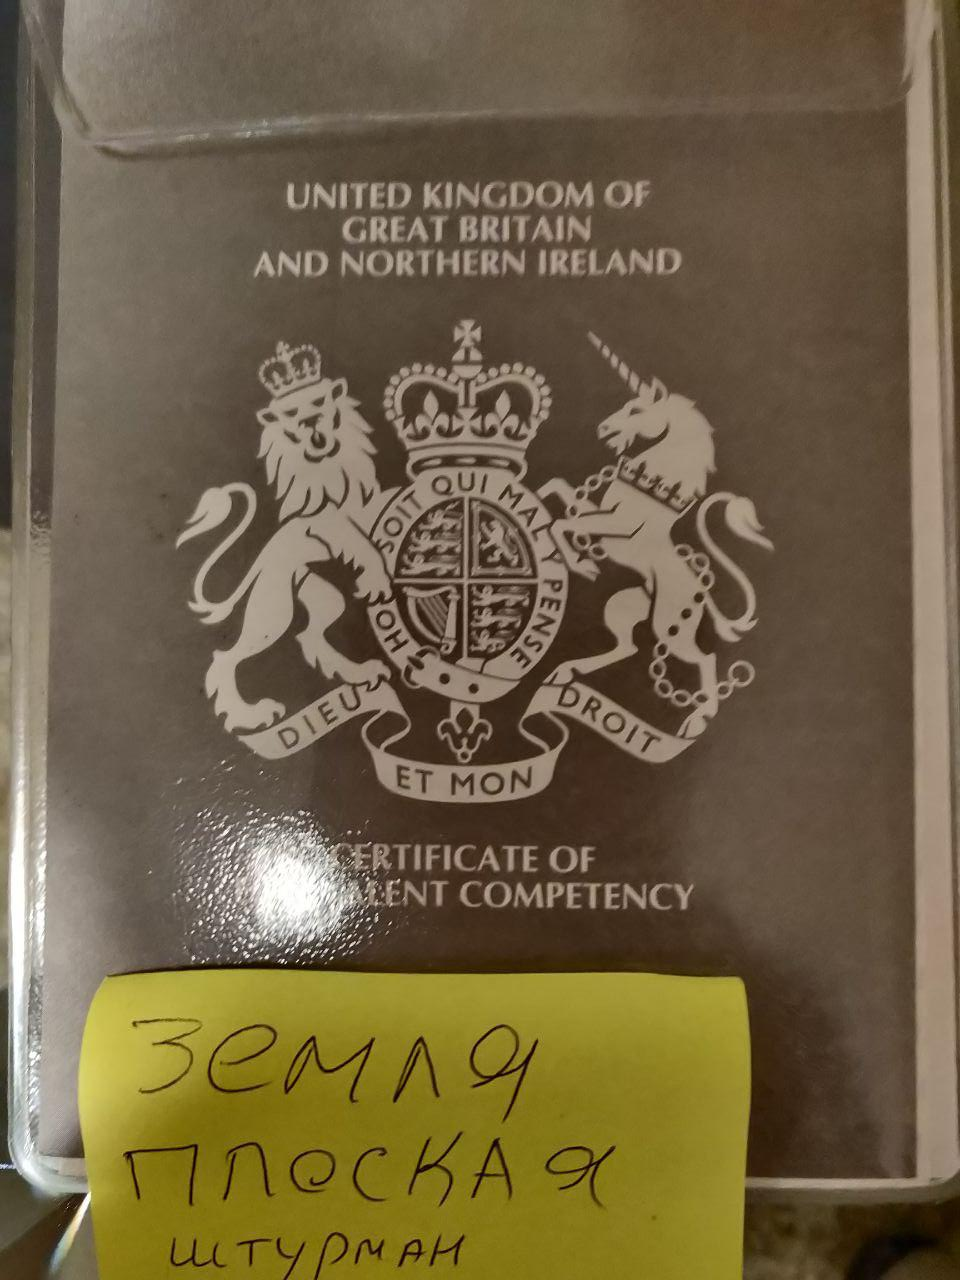 UNITED KINGDOM OF
GREAT BRITAIN
AND NORTHERN IRELAND
SOIT QUI MAL Y PENSE
DIEU ET MON DROIT
CERTIFICATE OF
COMPETENCY
ЗЕМЛЯ
ПЛОСКАЯ
ШТУРМАН